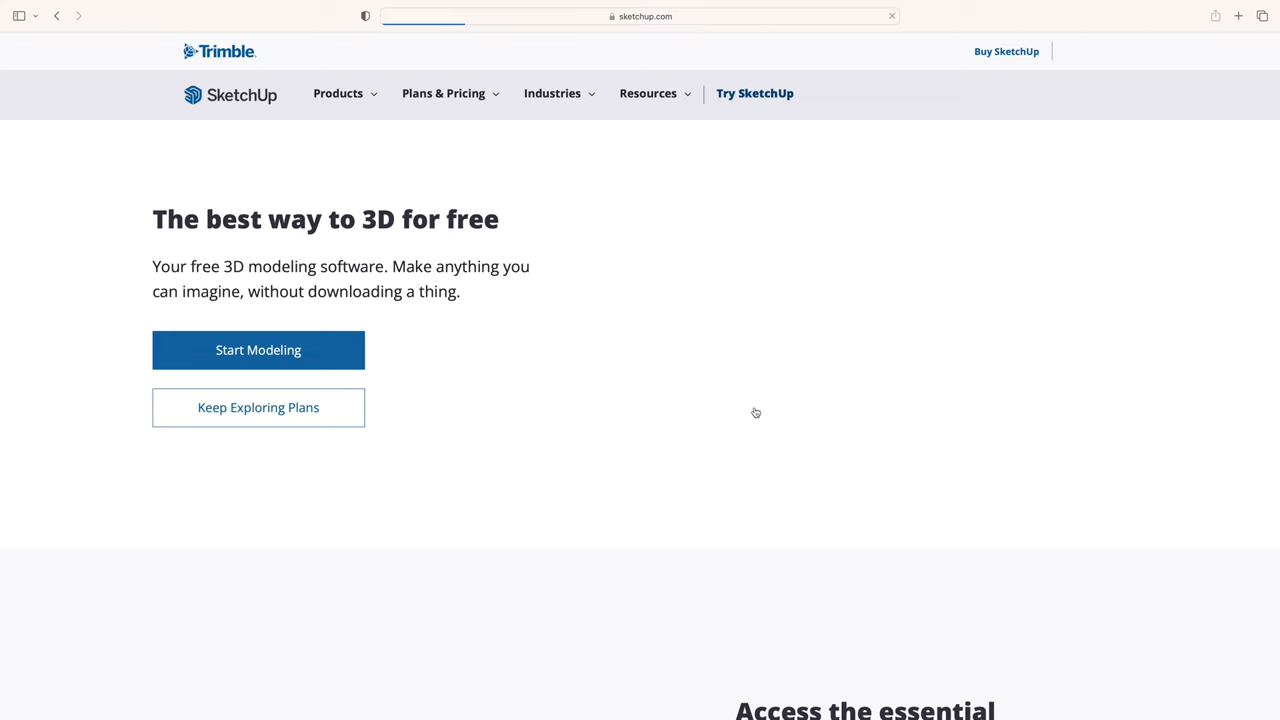 sketchup.com
Trimble.
Buy SketchUp
SketchUp
Products
Plans & Pricing
Industries
Resources
Try SketchUp
The best way to 3D for free
Your free 3D modeling software. Make anything you
can imagine, without downloading a thing.
Start Modeling
Keep Exploring Plans
Access the essential